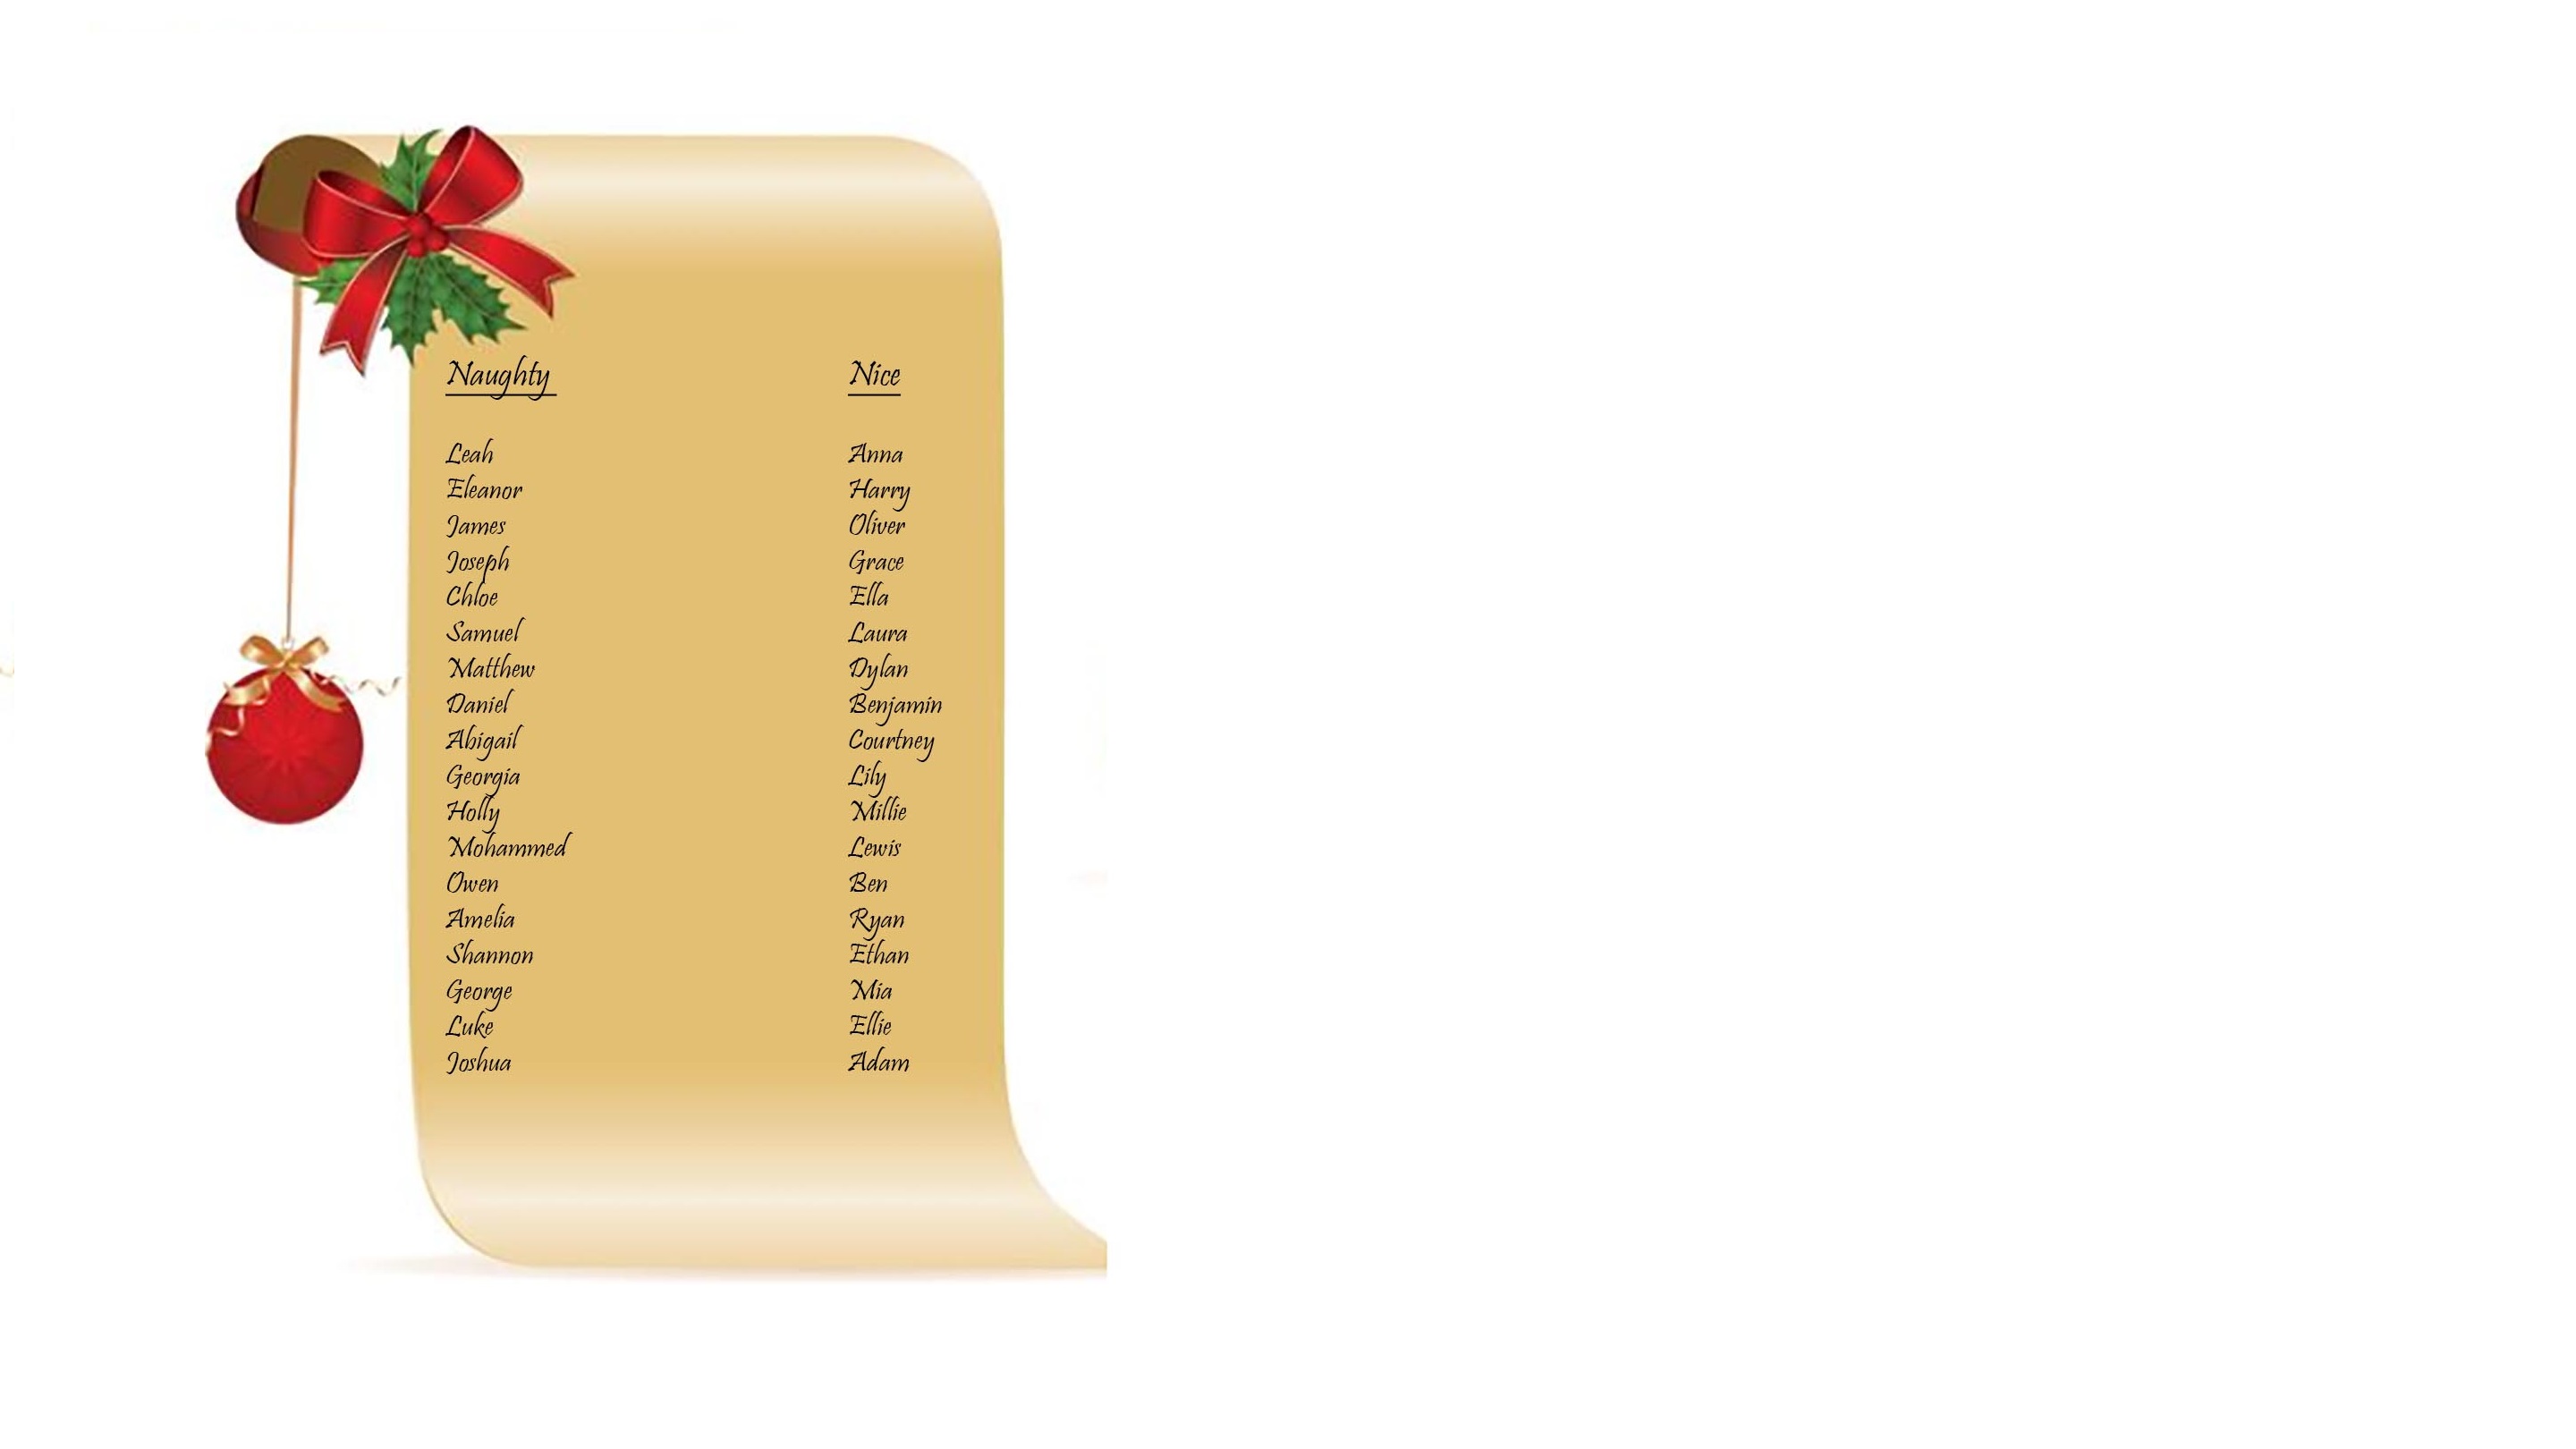 Naughty Nice
Leah Anna
Eleanor Harry
James Oliver
Joseph Grace
Chloe Ella
Samuel Laura
Matthew Dylan
Daniel Benjamin
Abigail Courtney
Georgia Lily
Holly Millie
Mohammed Lewis
Owen Ben
Amelia Ryan
Shannon Ethan
George Mia
Luke Ellie
Joshua Adam